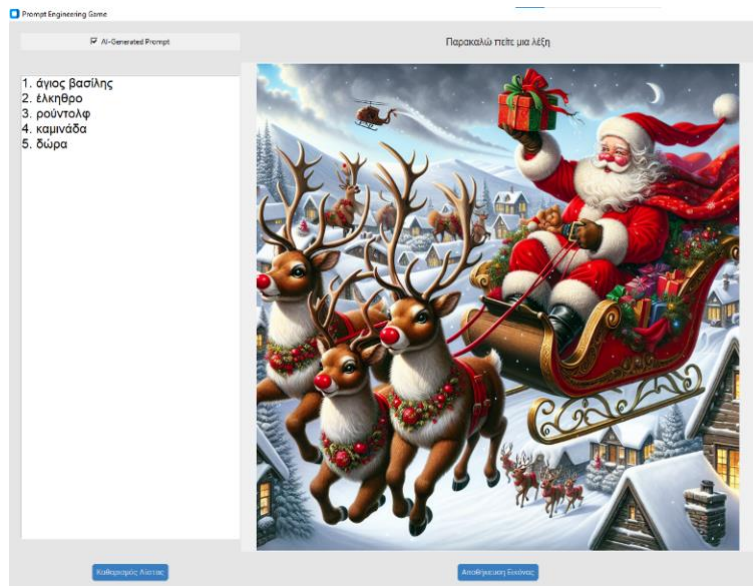 Prompt Engineering Game
AI-Generated Prompt
Παρακαλώ πείτε μια λέξη
1. άγιος βασίλης
2. έλκηθρο
3. ρούντολφ
4. καμινάδα
5. δώρα
Καθαρισμός Λίστας
Αποθήκευση Εικόνας